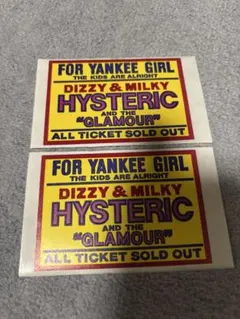 FOR YANKEE GIRL
THE KIDS ARE ALRIGHT
DIZZY & MILKY
HYSTERIC
AND THE
"GLAMOUR"
ALL TICKET SOLD OUT
FOR YANKEE GIRL
THE KIDS ARE ALRIGHT
DIZZY & MILKY
HYSTERIC
AND THE
"GLAMOUR"
ALL TICKET SOLD OUT